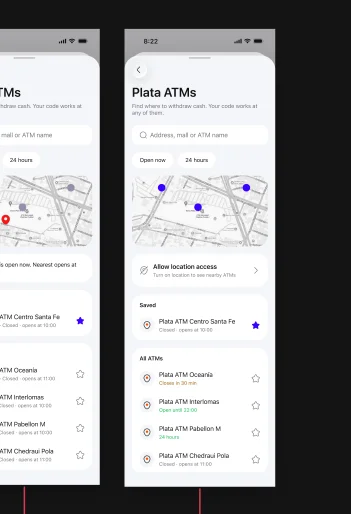 TMs
hdraw cash. Your code works at
mall or ATM name
24 hours
s open now. Nearest opens at
ATM Centro Santa Fe
Closed · opens at 10:00
ATM Oceanía
Closed · opens at 11:00
ATM Interlomas
Closed · opens at 10:00
ATM Pabellon M
Closed · opens at 10:00
ATM Chedraui Pola
Closed · opens at 11:00
8:22
Plata ATMs
Find where to withdraw cash. Your code works at
any of them.
Address, mall or ATM name
Open now
24 hours
Allow location access
Turn on location to see nearby ATMs
Saved
Plata ATM Centro Santa Fe
Closed · opens at 10:00
All ATMs
Plata ATM Oceanía
Closes in 30 min
Plata ATM Interlomas
Open until 22:00
Plata ATM Pabellon M
24 hours
Plata ATM Chedraui Pola
Closed · opens at 11:00